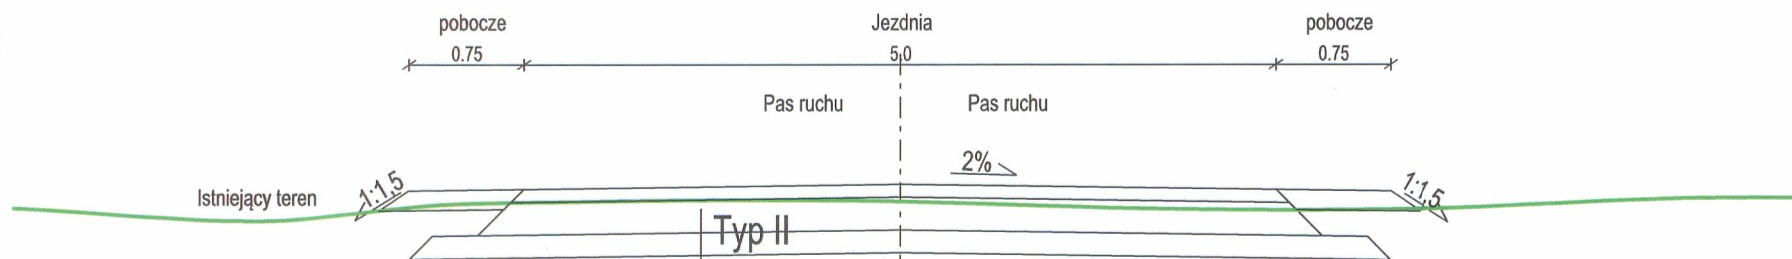 pobocze
Jezdnia
pobocze
0.75
5.0
0.75
Pas ruchu
Pas ruchu
2%
1:1,5
1:1,5
Istniejący teren
Typ II